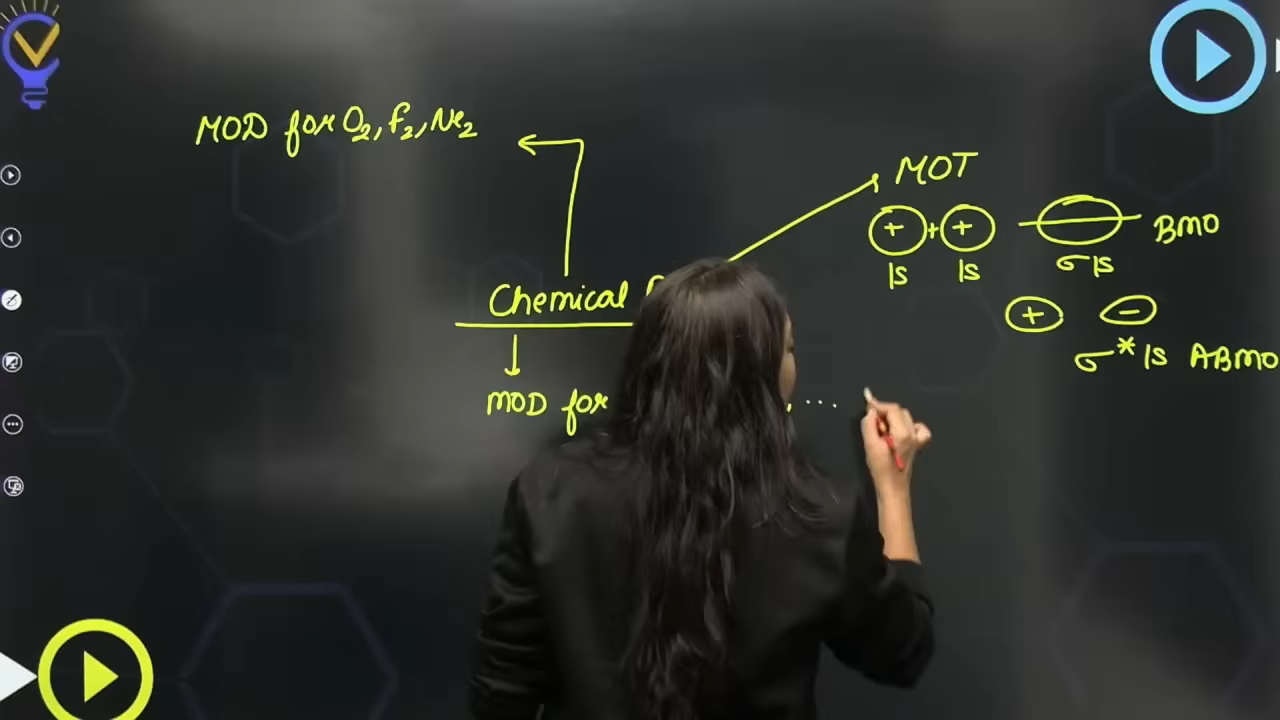 MOD for O₂, F₂, Ne₂
MOT
+ + +
1s 1s
σ1s
BMO
+ -
σ*1s ABMO
Chemical
MOD for
, ...